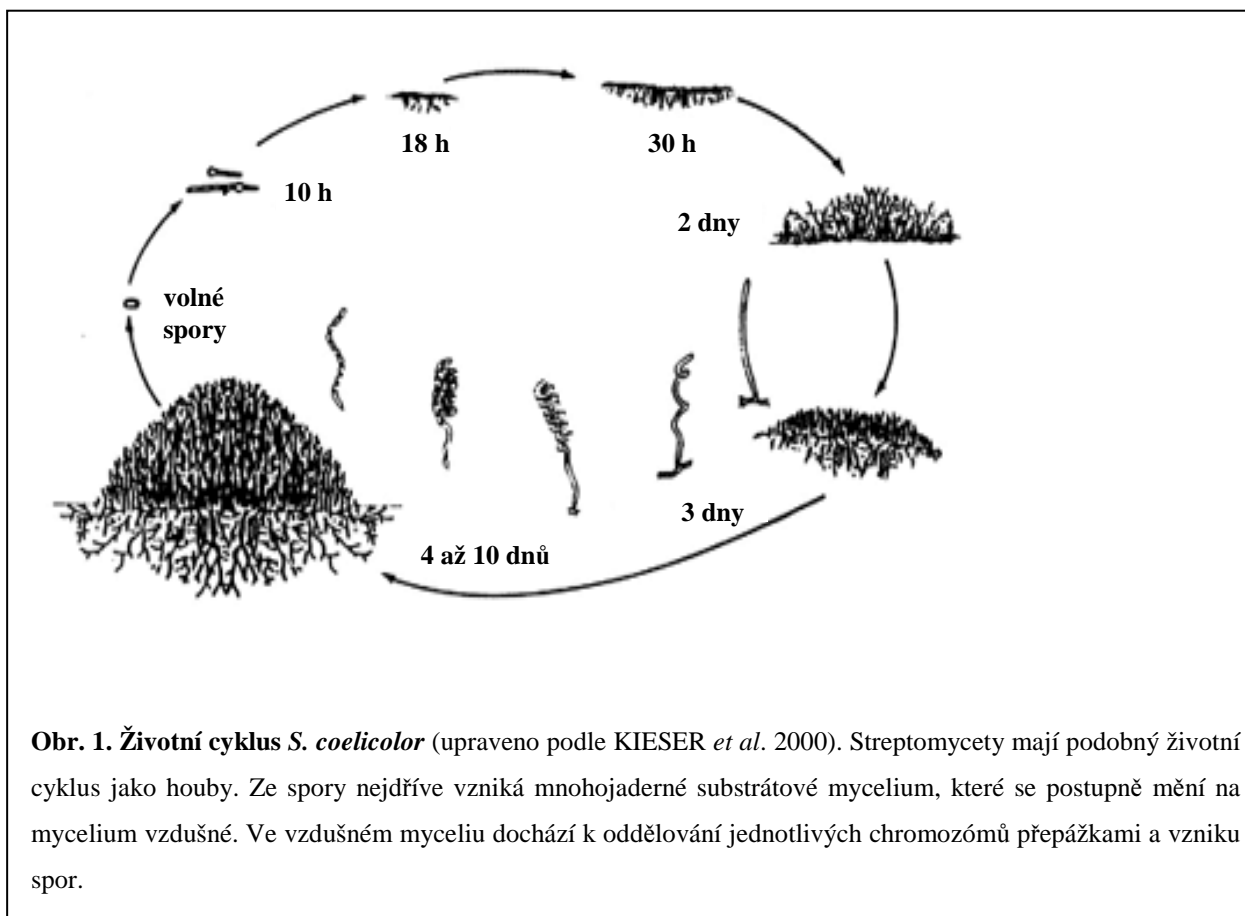 18 h
30 h
10 h
2 dny
volné
spory
3 dny
4 až 10 dnů
Obr. 1. Životní cyklus S. coelicolor (upraveno podle KIESER et al. 2000). Streptomycety mají podobný životní
cyklus jako houby. Ze spory nejdříve vzniká mnohojaderné substrátové mycelium, které se postupně mění na
mycelium vzdušné. Ve vzdušném myceliu dochází k oddělování jednotlivých chromozómů přepážkami a vzniku
spor.